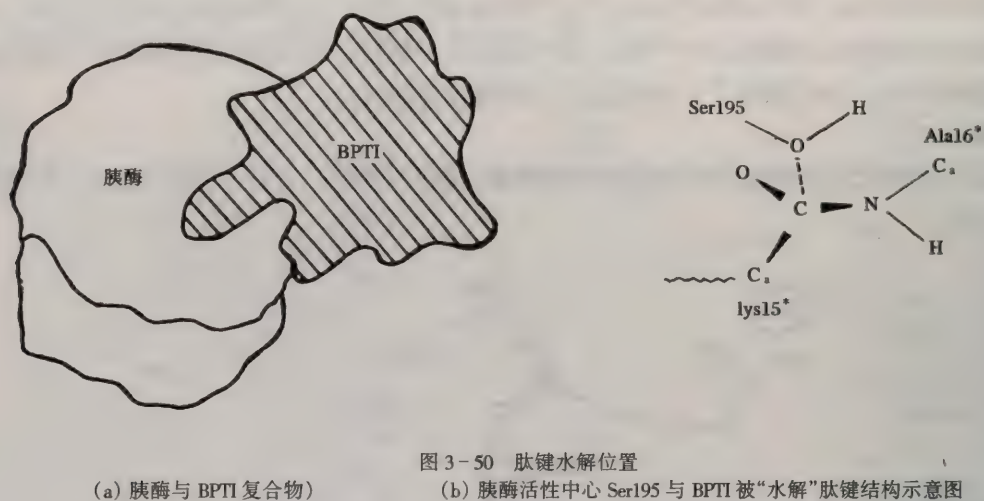 胰酶
BPTI
Ser195
H
O
Ala16*
O
Cₐ
C
N
H
Cₐ
lys15*
图 3-50 肽键水解位置
(a) 胰酶与 BPTI 复合物) (b) 胰酶活性中心 Ser195 与 BPTI 被“水解”肽键结构示意图